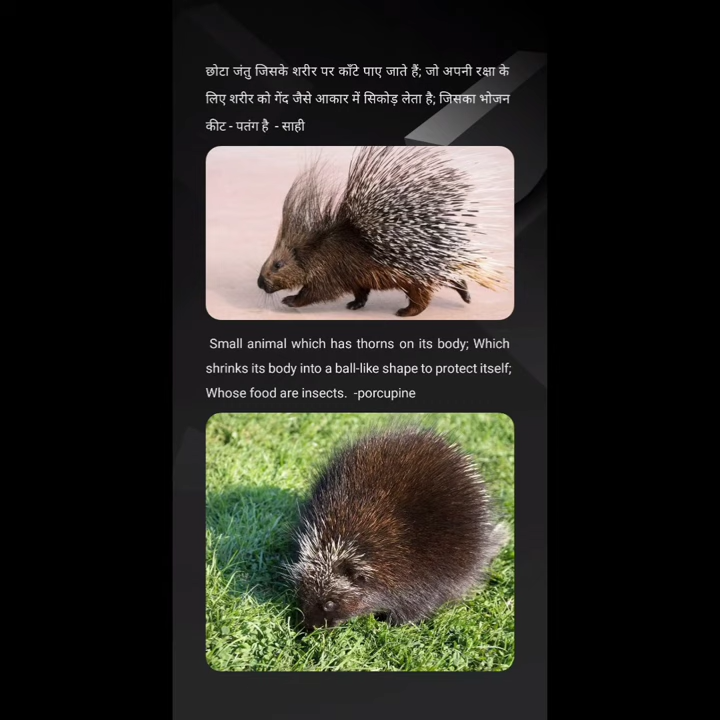 छोटा जंतु जिसके शरीर पर काँटे पाए जाते हैं; जो अपनी रक्षा के
लिए शरीर को गेंद जैसे आकार में सिकोड़ लेता है; जिसका भोजन
कीट - पतंग है - साही
Small animal which has thorns on its body; Which
shrinks its body into a ball-like shape to protect itself;
Whose food are insects. -porcupine